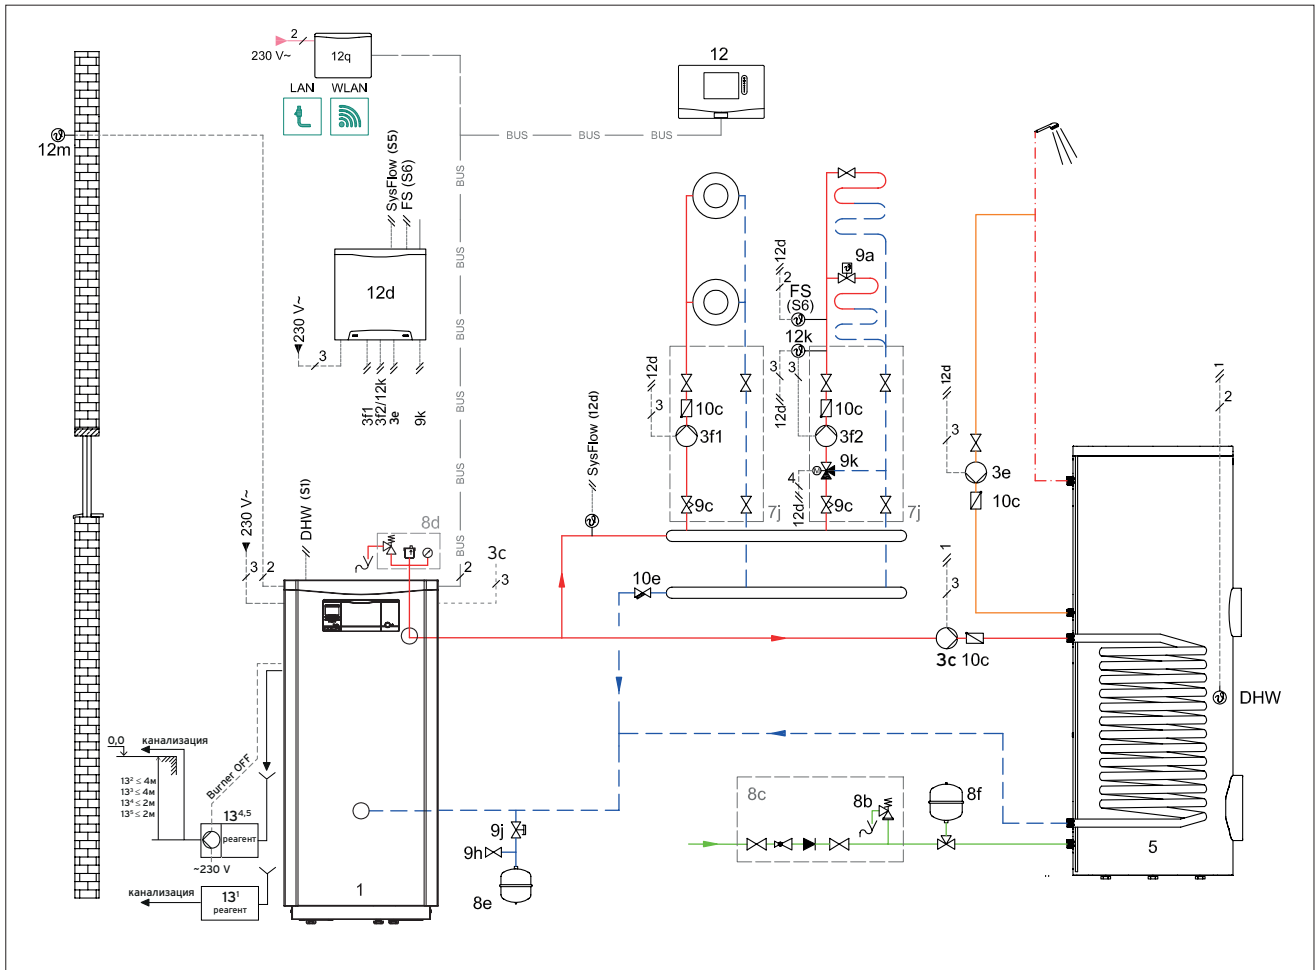 2
230 V~
12q
LAN WLAN
12
BUS BUS BUS
12m
SysFlow (S5)
FS (S6)
BUS
BUS
BUS
BUS
BUS
12d
230 V~
3
3f1
3f2/12k
3e
9k
12d
2
9a
FS
(S6)
12k
12d
3
3
3
12d
10c
10c
3f1
3f2
9k
4
12d
9c
9c
7j
7j
SysFlow (12d)
12d
3
3e
10c
1
2
230 V~
3
2
DHW (S1)
8d
2
3c
3
10e
1
3
3c 10c
DHW
0,0
канализация
13² ≤ 4м
13³ ≤ 4м
13⁴ ≤ 2м
13⁵ ≤ 2м
Burner OFF
13⁴,⁵
реагент
~230 V
канализация
13¹
реагент
1
9j
9h
8e
8c
8b
8f
5